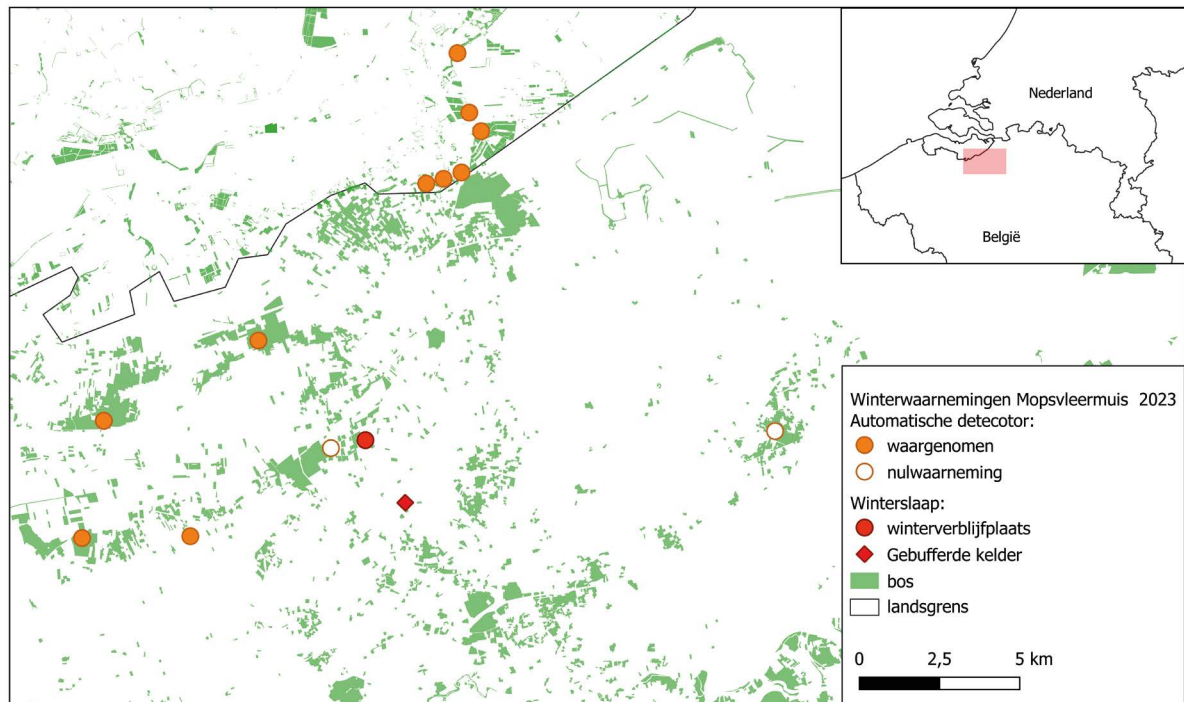 Nederland
België
Winterwaarnemingen Mopsvleermuis 2023
Automatische detecotor:
waargenomen
nulwaarneming
Winterslaap:
winterverblijfplaats
Gebufferde kelder
bos
landsgrens
0 2,5 5 km